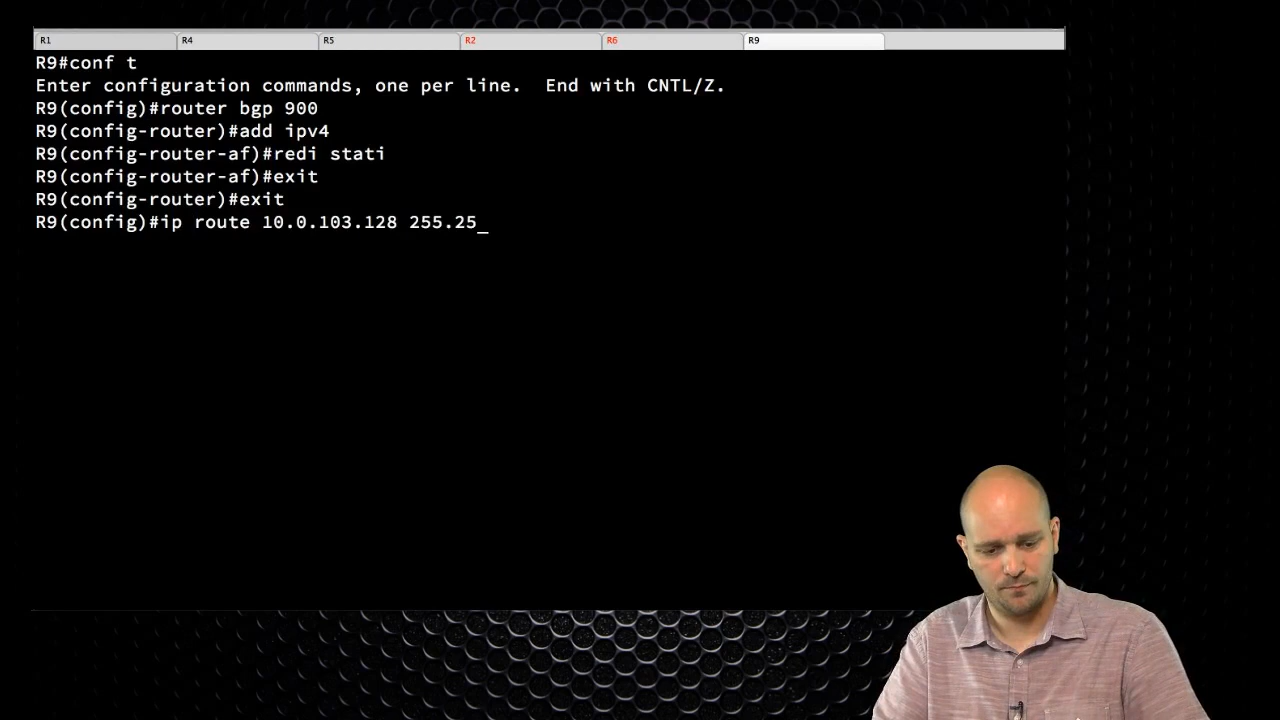 R1 R4 R5 R2 R6 R9
R9#conf t
Enter configuration commands, one per line.  End with CNTL/Z.
R9(config)#router bgp 900
R9(config-router)#add ipv4
R9(config-router-af)#redi stati
R9(config-router-af)#exit
R9(config-router)#exit
R9(config)#ip route 10.0.103.128 255.25_